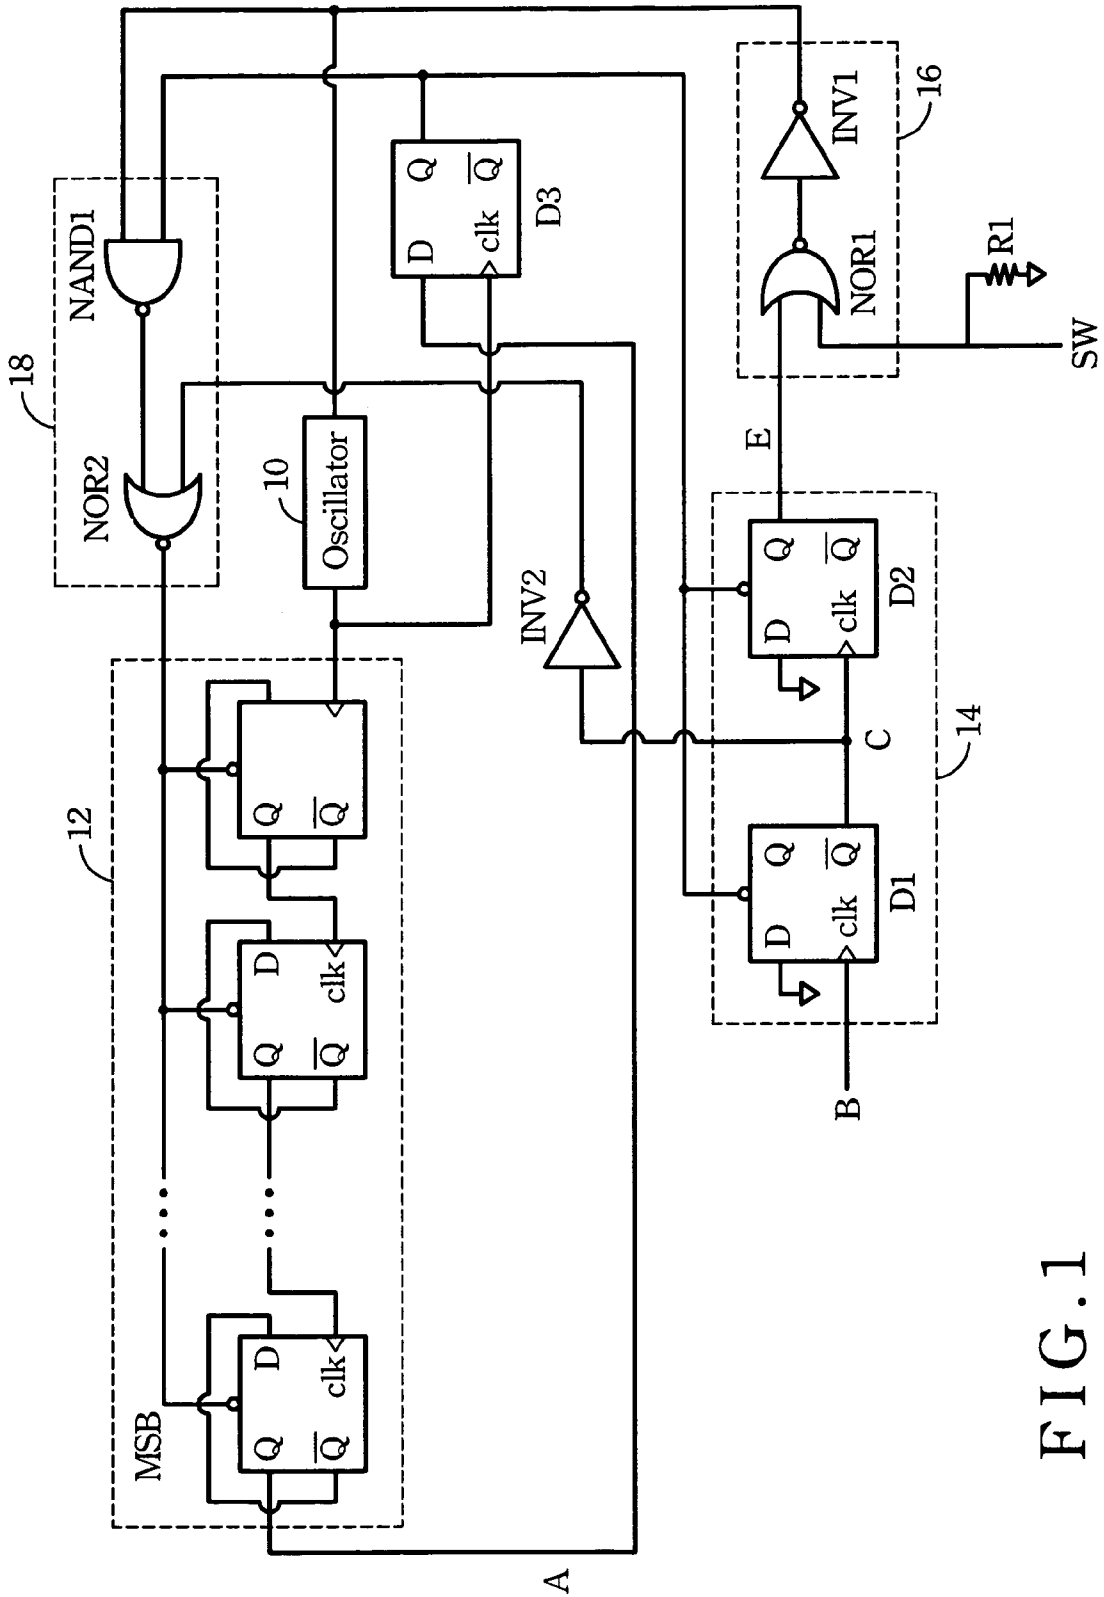 18
NAND1
NOR2
12
MSB
Q
D
Q̅
clk
Q
D
Q̅
clk
Q
Q̅
10
Oscillator
D
Q
clk
Q̅
D3
A
INV2
B
D
Q
clk
Q̅
D1
C
D
Q
clk
Q̅
D2
14
E
NOR1
INV1
16
SW
R1
FIG.1